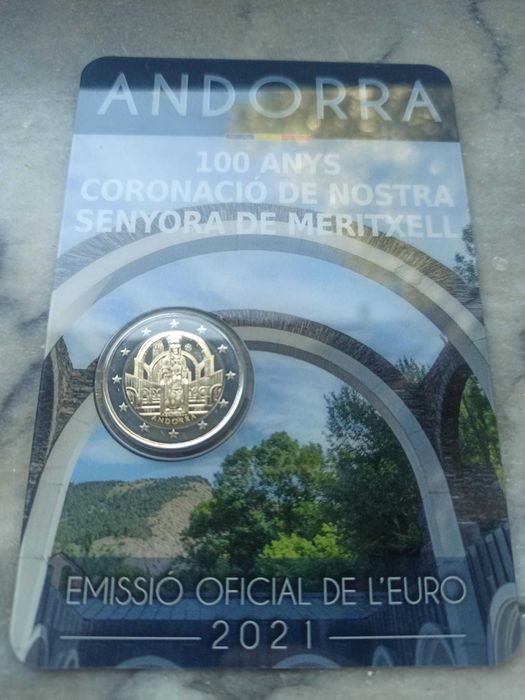 ANDORRA
100 ANYS
CORONACIÓ DE NOSTRA
SENYORA DE MERITXELL
ANDORRA
EMISSIÓ OFICIAL DE L'EURO
2021